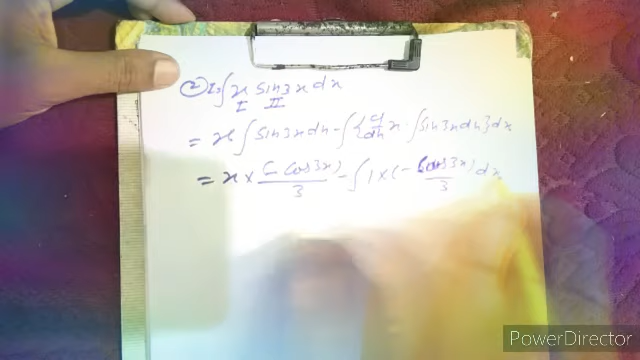 ② I=∫ x sin3x dx
I II
= x ∫ sin3x dx - ∫{d/dx x · ∫ sin3x dx} dx
= x × (-cos3x)/3 - ∫ 1 × (-cos3x)/3 dx
PowerDirector